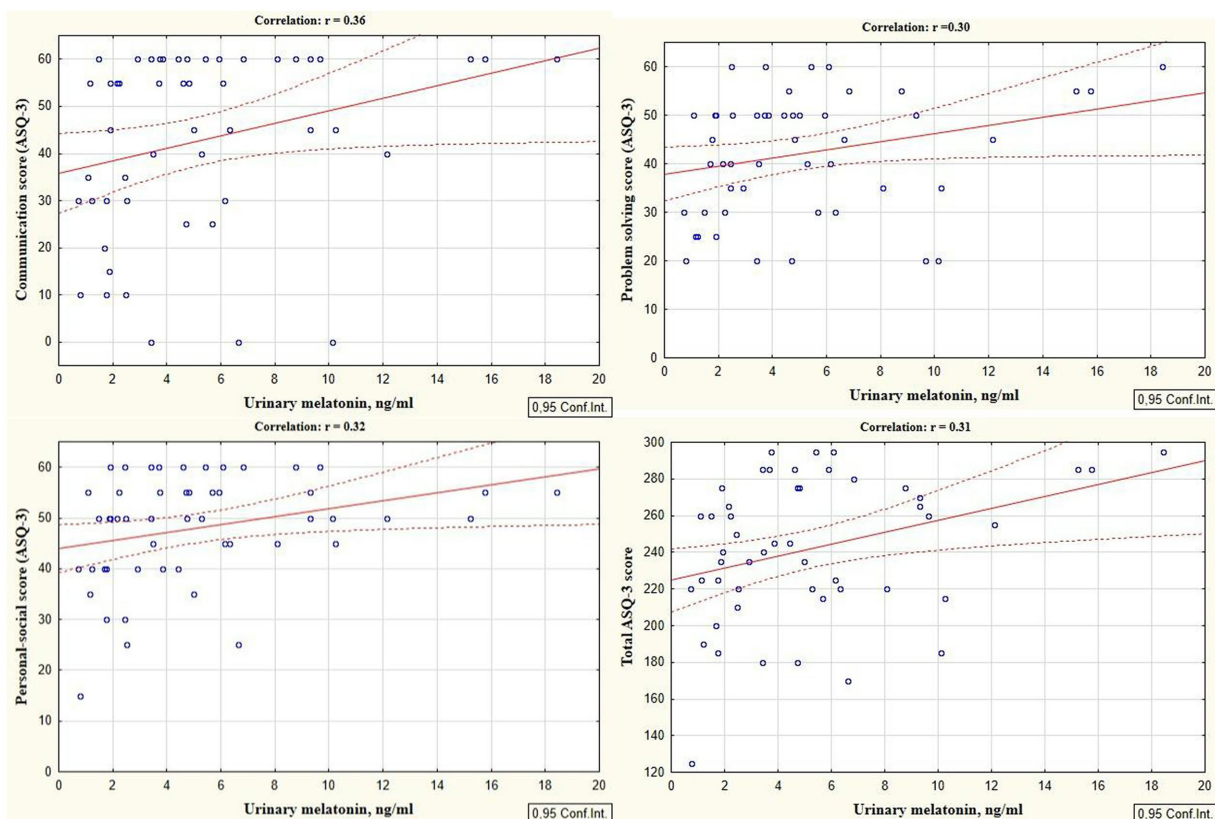 Correlation: r = 0.36
Communication score (ASQ-3)
60
50
40
30
20
10
0
0 2 4 6 8 10 12 14 16 18 20
Urinary melatonin, ng/ml
0,95 Conf.Int.
Correlation: r =0.30
Problem solving score (ASQ-3)
60
50
40
30
20
10
0
0 2 4 6 8 10 12 14 16 18 20
Urinary melatonin, ng/ml
0,95 Conf.Int.
Correlation: r = 0.32
Personal-social score (ASQ-3)
60
50
40
30
20
10
0
0 2 4 6 8 10 12 14 16 18 20
Urinary melatonin, ng/ml
0,95 Conf.Int.
Correlation: r = 0.31
Total ASQ-3 score
300
280
260
240
220
200
180
160
140
120
0 2 4 6 8 10 12 14 16 18 20
Urinary melatonin, ng/ml
0,95 Conf.Int.